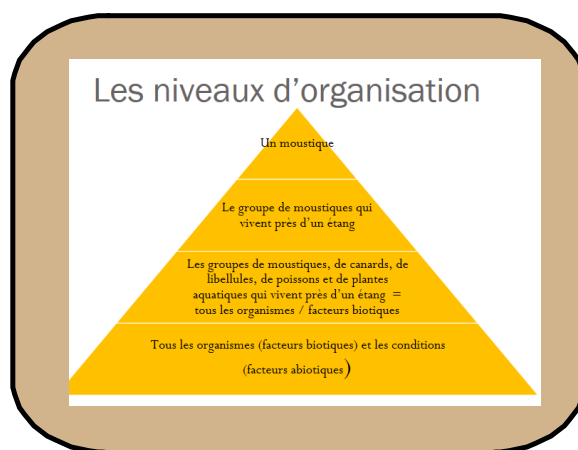 Les niveaux d'organisation
Un moustique
Le groupe de moustiques qui
vivent près d'un étang
Les groupes de moustiques, de canards, de
libellules, de poissons et de plantes
aquatiques qui vivent près d'un étang =
tous les organismes / facteurs biotiques
Tous les organismes (facteurs biotiques) et les conditions
(facteurs abiotiques)